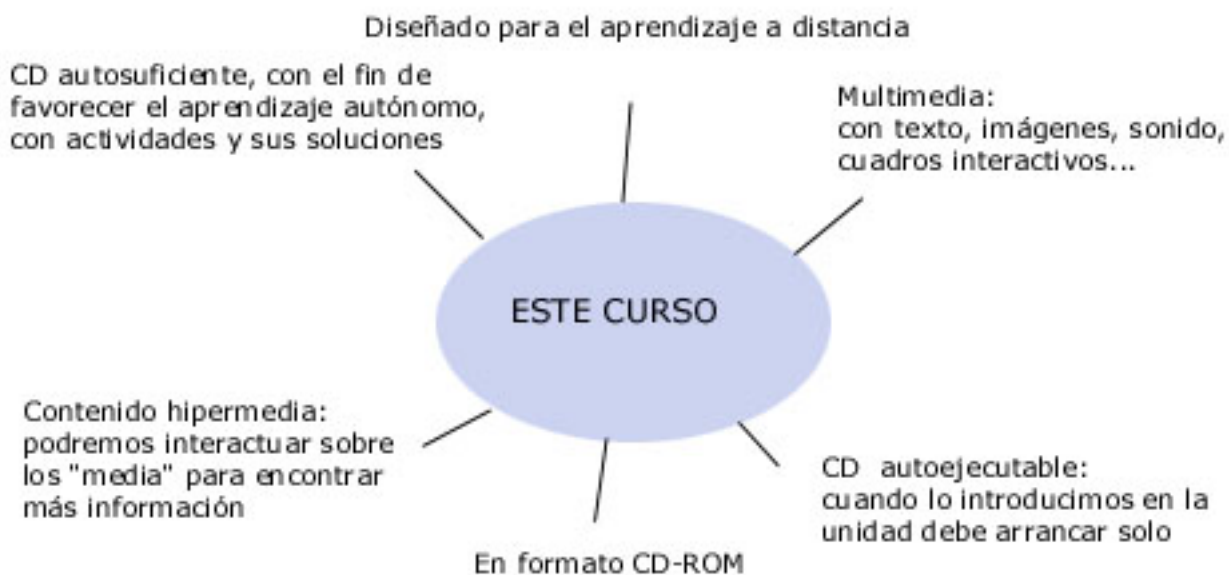 Diseñado para el aprendizaje a distancia
CD autosuficiente, con el fin de
favorecer el aprendizaje autónomo,
con actividades y sus soluciones
Multimedia:
con texto, imágenes, sonido,
cuadros interactivos...
ESTE CURSO
Contenido hipermedia:
podremos interactuar sobre
los "media" para encontrar
más información
CD autoejecutable:
cuando lo introducimos en la
unidad debe arrancar solo
En formato CD-ROM